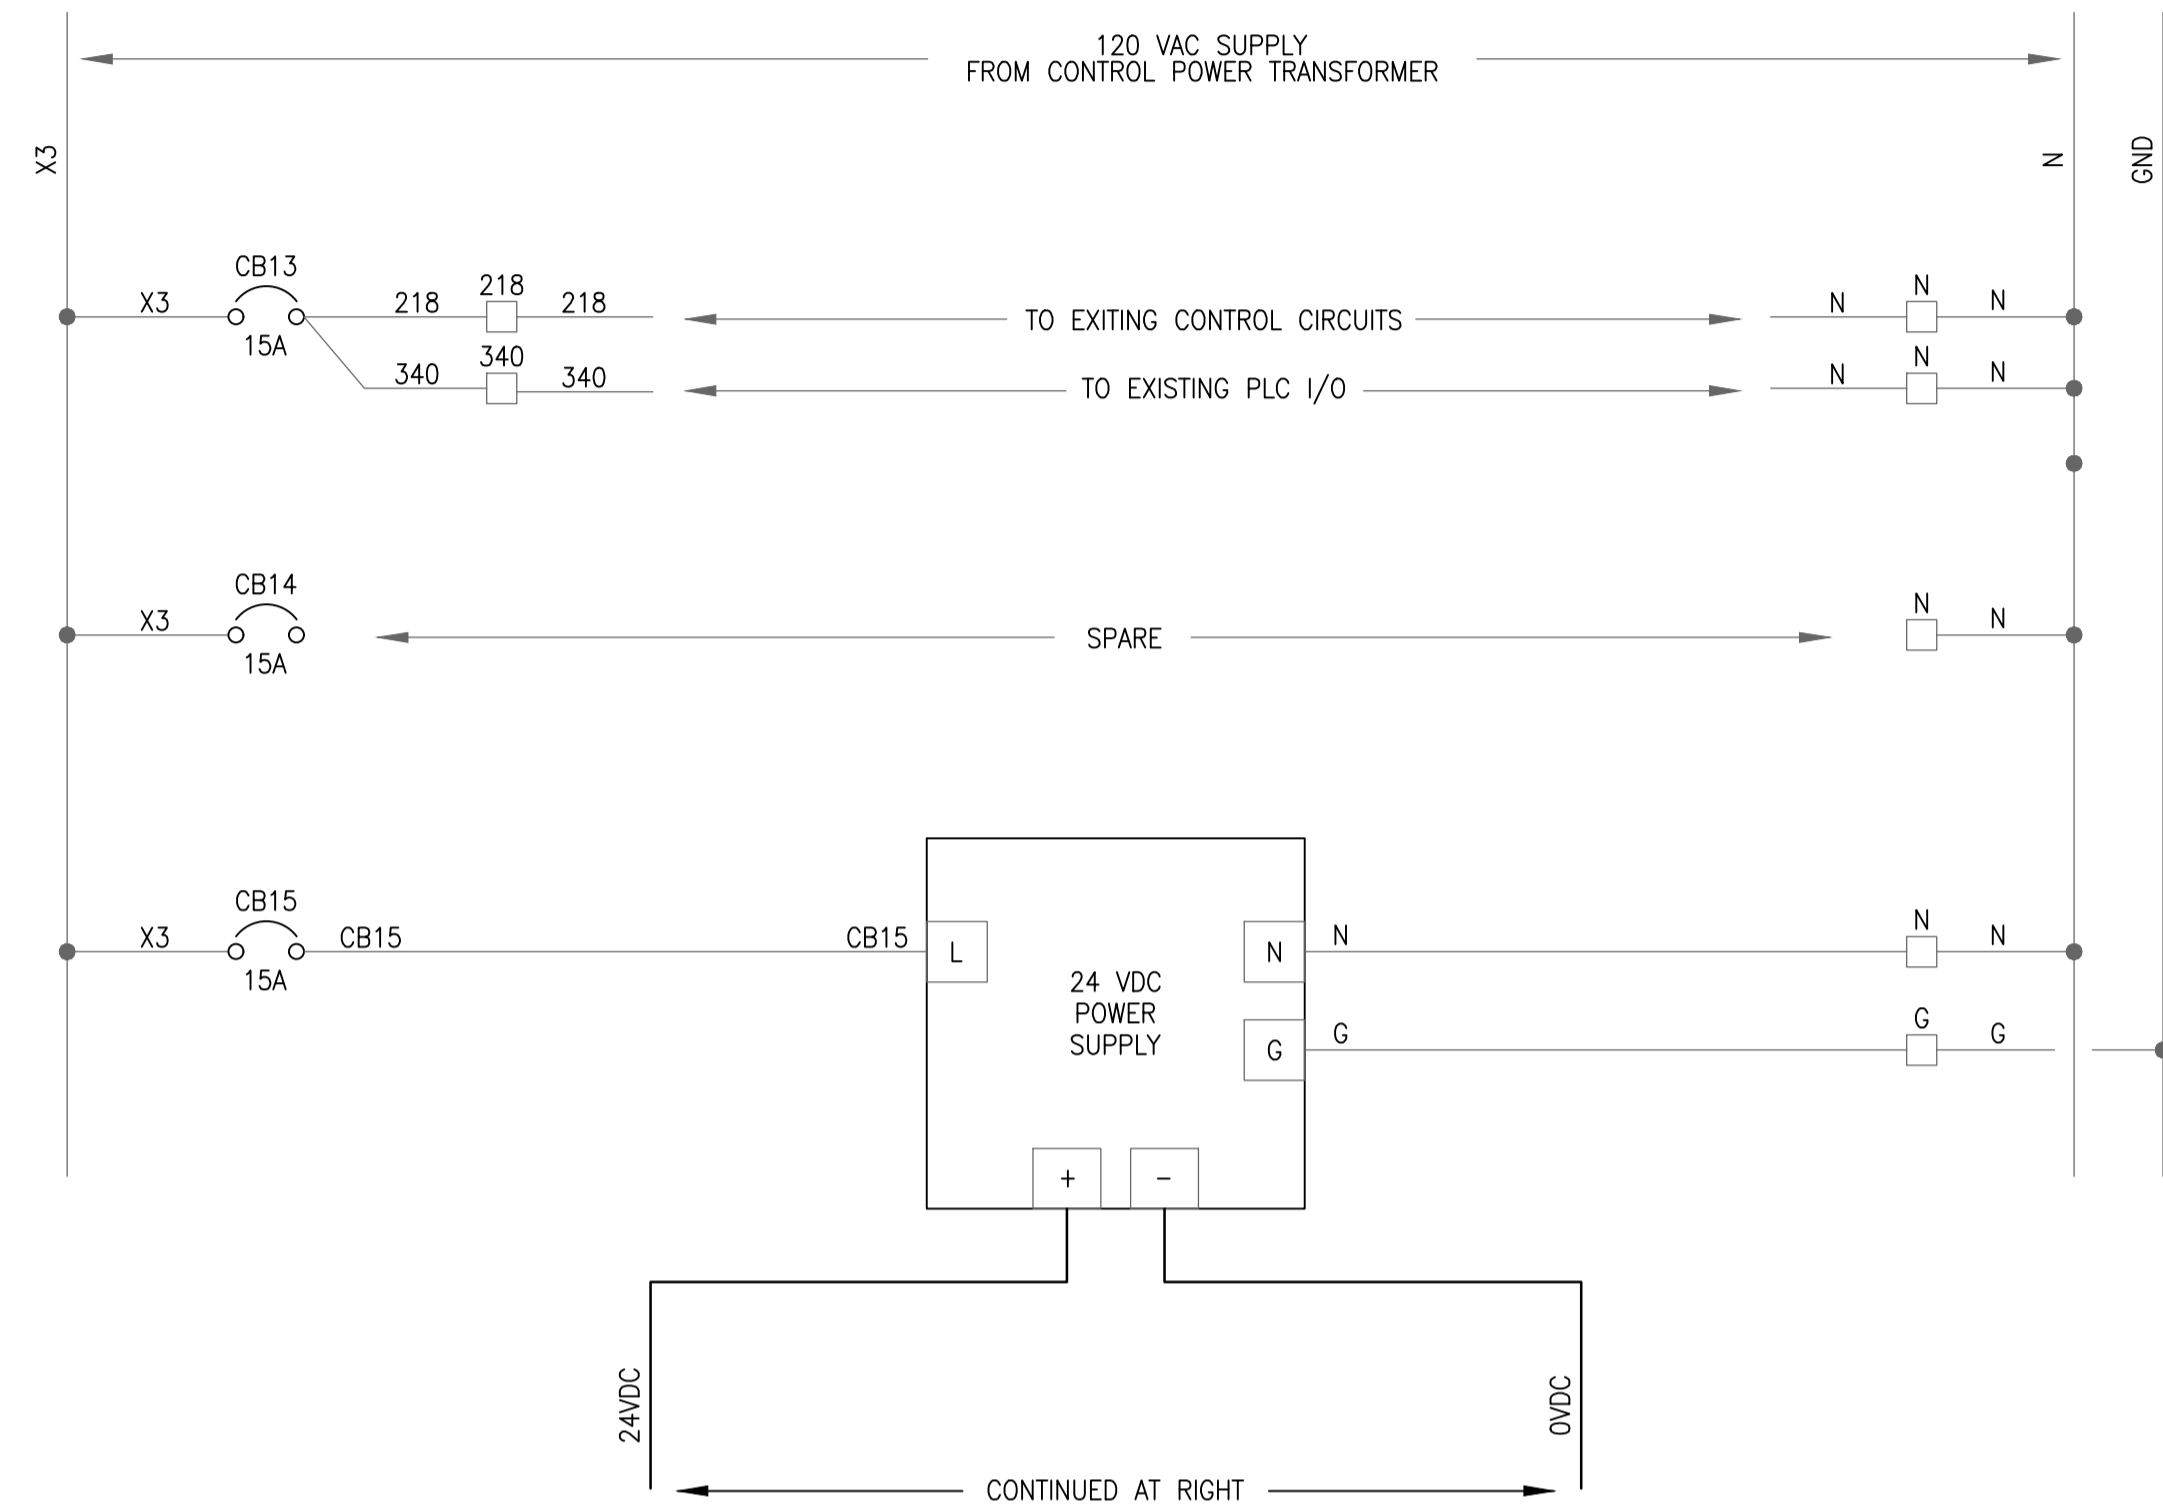 120 VAC SUPPLY
FROM CONTROL POWER TRANSFORMER
X3
N
GND
CB13
X3
15A
218
218
218
TO EXITING CONTROL CIRCUITS
N
N
N
340
340
340
TO EXISTING PLC I/O
N
N
N
CB14
X3
15A
SPARE
N
N
CB15
X3
15A
CB15
CB15
L
24 VDC
POWER
SUPPLY
N
N
N
N
G
G
G
G
+
-
24VDC
0VDC
CONTINUED AT RIGHT